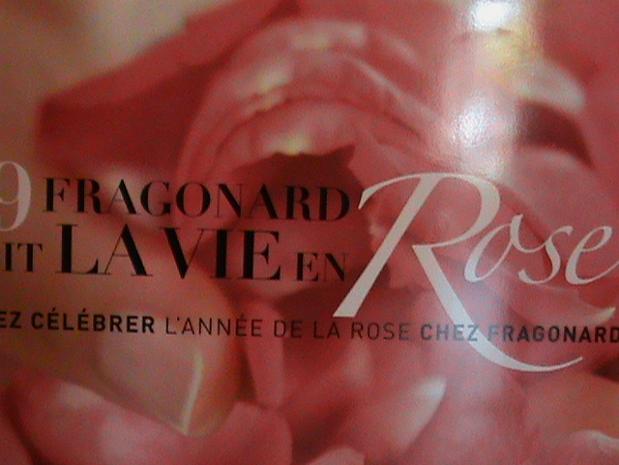 9 FRAGONARD
IT LA VIE EN Rose
EZ CÉLÉBRER L'ANNÉE DE LA ROSE CHEZ FRAGONARD